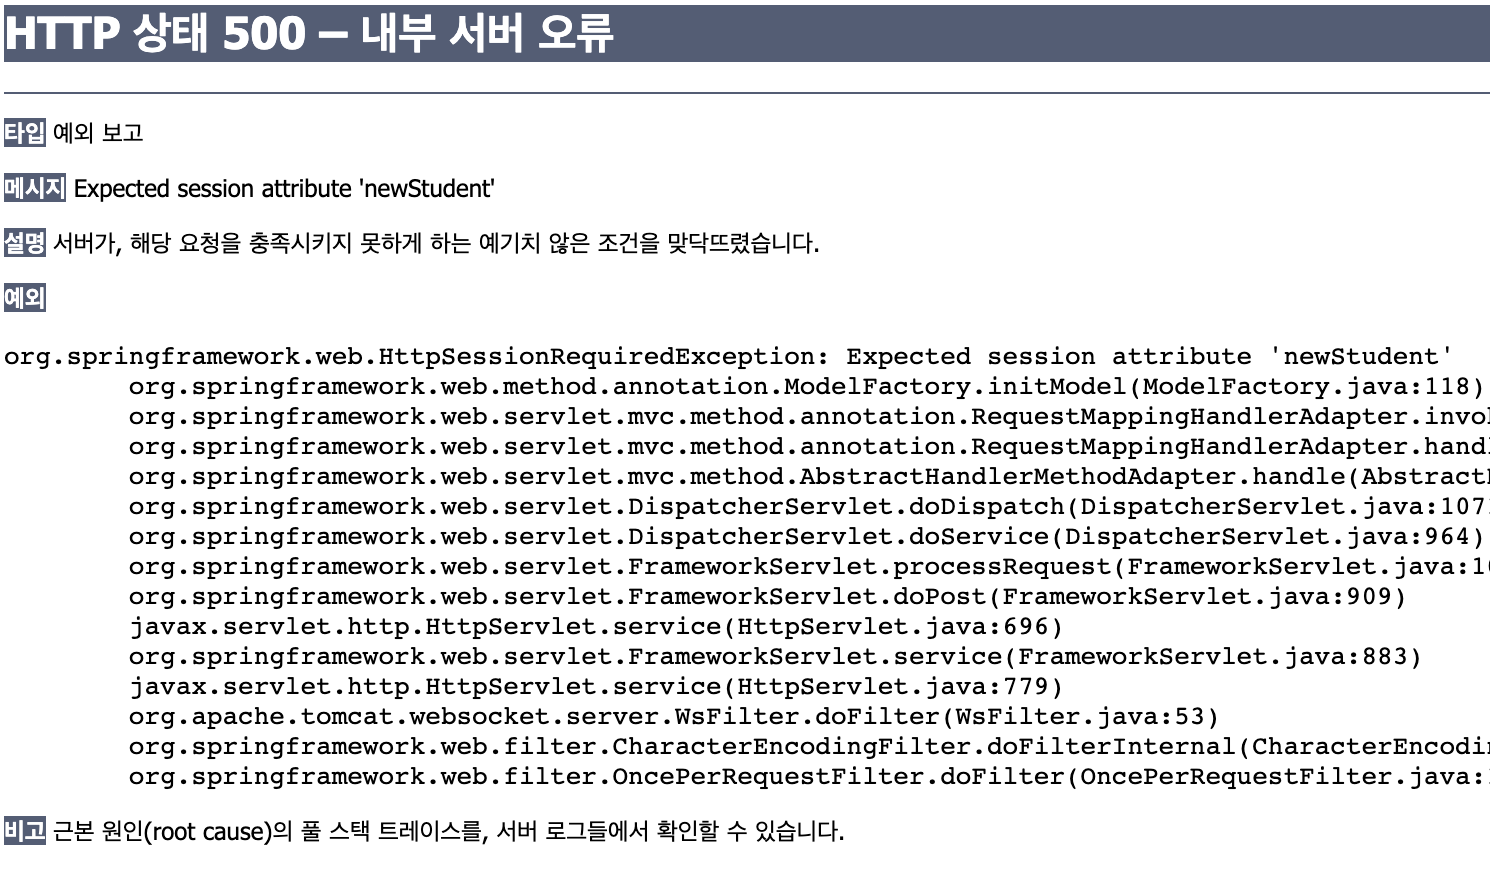 HTTP 상태 500 – 내부 서버 오류
타입 예외 보고
메시지 Expected session attribute 'newStudent'
설명 서버가, 해당 요청을 충족시키지 못하게 하는 예기치 않은 조건을 맞닥뜨렸습니다.
예외
org.springframework.web.HttpSessionRequiredException: Expected session attribute 'newStudent'
org.springframework.web.method.annotation.ModelFactory.initModel(ModelFactory.java:118)
org.springframework.web.servlet.mvc.method.annotation.RequestMappingHandlerAdapter.invo
org.springframework.web.servlet.mvc.method.annotation.RequestMappingHandlerAdapter.hand
org.springframework.web.servlet.mvc.method.AbstractHandlerMethodAdapter.handle(Abstract
org.springframework.web.servlet.DispatcherServlet.doDispatch(DispatcherServlet.java:107
org.springframework.web.servlet.DispatcherServlet.doService(DispatcherServlet.java:964)
org.springframework.web.servlet.FrameworkServlet.processRequest(FrameworkServlet.java:10
org.springframework.web.servlet.FrameworkServlet.doPost(FrameworkServlet.java:909)
javax.servlet.http.HttpServlet.service(HttpServlet.java:696)
org.springframework.web.servlet.FrameworkServlet.service(FrameworkServlet.java:883)
javax.servlet.http.HttpServlet.service(HttpServlet.java:779)
org.apache.tomcat.websocket.server.WsFilter.doFilter(WsFilter.java:53)
org.springframework.web.filter.CharacterEncodingFilter.doFilterInternal(CharacterEncodin
org.springframework.web.filter.OncePerRequestFilter.doFilter(OncePerRequestFilter.java:
비고 근본 원인(root cause)의 풀 스택 트레이스를, 서버 로그들에서 확인할 수 있습니다.